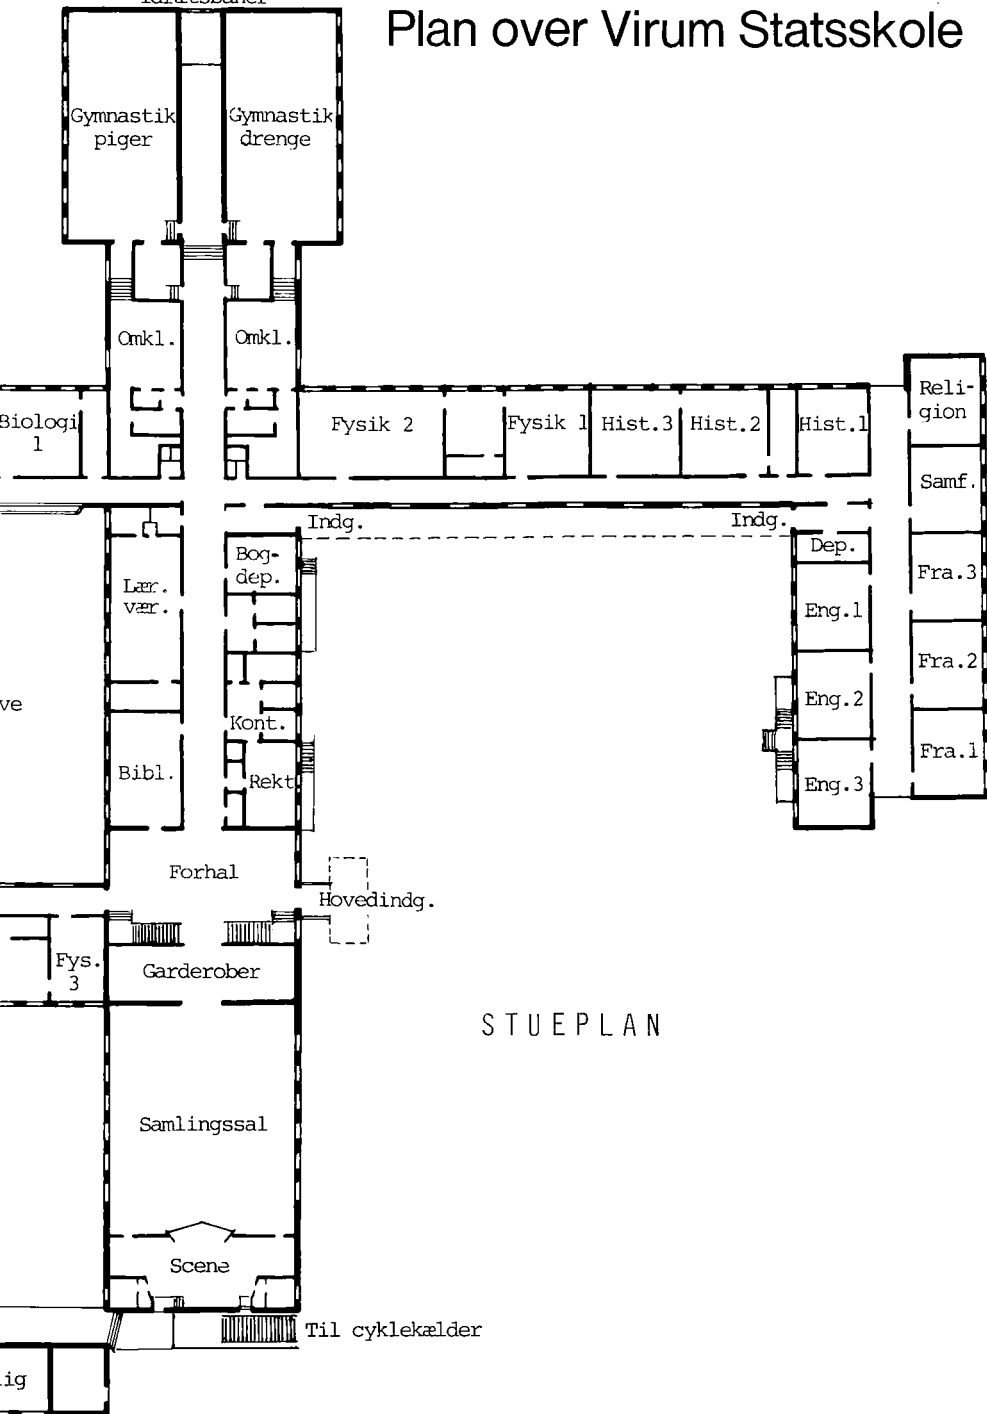 Plan over Virum Statsskole
Gymnastik
piger
Gymnastik
drenge
Omkl.
Omkl.
Biologi
1
Fysik 2
Fysik 1
Hist.3
Hist.2
Hist.1
Reli-
gion
Samf.
Indg.
Indg.
Bog-
dep.
Dep.
Lær.
vær.
Fra.3
Eng.1
Fra.2
Eng.2
ve
Kont.
Fra.1
Bibl.
Rekt
Eng.3
Forhal
Hovedindg.
Fys.
3
Garderober
STUEPLAN
Samlingssal
Scene
Til cyklekælder
ig